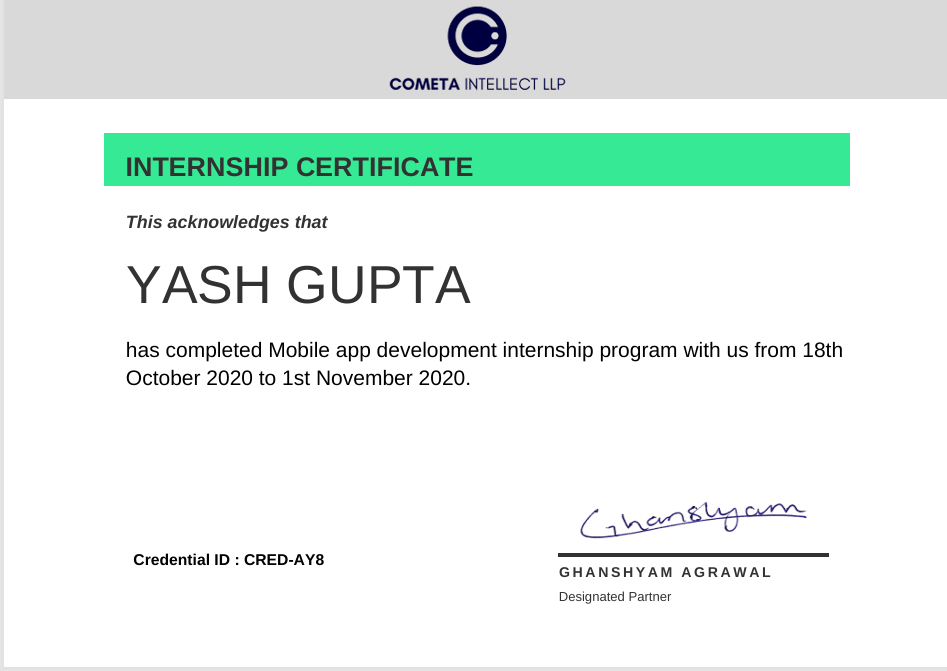 COMETA INTELLECT LLP
INTERNSHIP CERTIFICATE
This acknowledges that
YASH GUPTA
has completed Mobile app development internship program with us from 18th
October 2020 to 1st November 2020.
Ghanshyam
Credential ID : CRED-AY8
GHANSHYAM AGRAWAL
Designated Partner